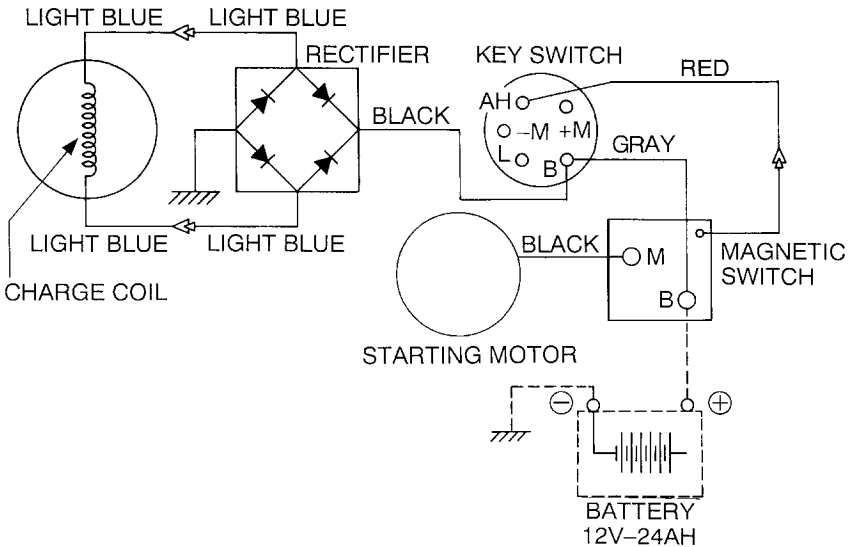 LIGHT BLUE
LIGHT BLUE
RECTIFIER
KEY SWITCH
RED
AH
BLACK
–M
+M
L
B
GRAY
LIGHT BLUE
LIGHT BLUE
CHARGE COIL
BLACK
M
MAGNETIC
SWITCH
B
STARTING MOTOR
⊖
⊕
BATTERY
12V–24AH